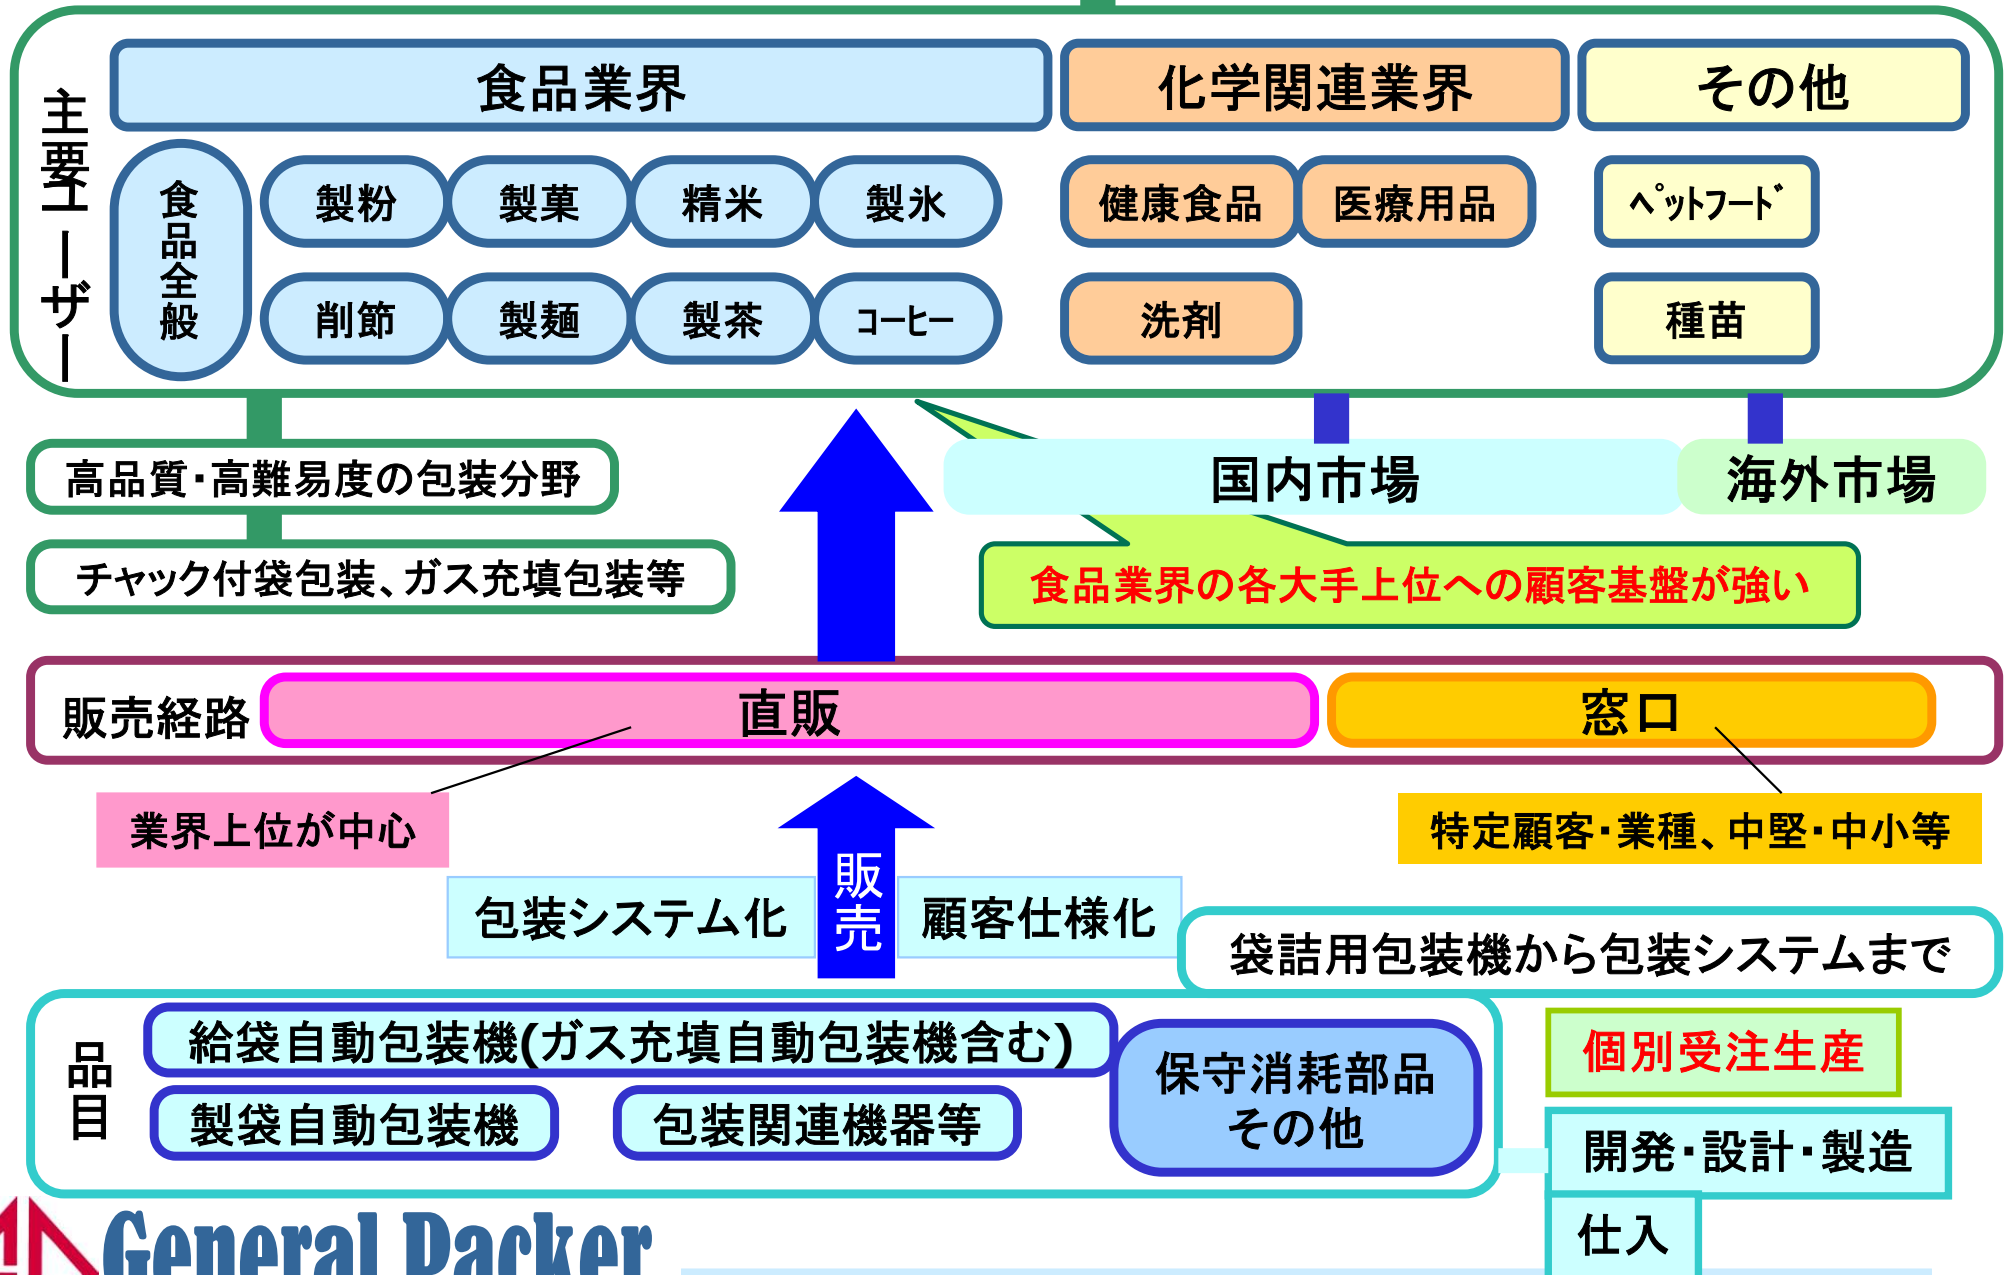 主要ユーザー
食品業界
化学関連業界
その他
食品全般
製粉
製菓
精米
製氷
健康食品
医療用品
ﾍﾟｯﾄフードﾞ
削節
製麺
製茶
コーヒー
洗剤
種苗
高品質・高難易度の包装分野
国内市場
海外市場
チャック付袋包装、ガス充填包装等
食品業界の各大手上位への顧客基盤が強い
販売経路
直販
窓口
業界上位が中心
特定顧客・業種、中堅・中小等
販売
包装システム化
顧客仕様化
袋詰用包装機から包装システムまで
品目
給袋自動包装機(ガス充填自動包装機含む)
製袋自動包装機
包装関連機器等
保守消耗部品
その他
個別受注生産
開発・設計・製造
仕入
General Packer